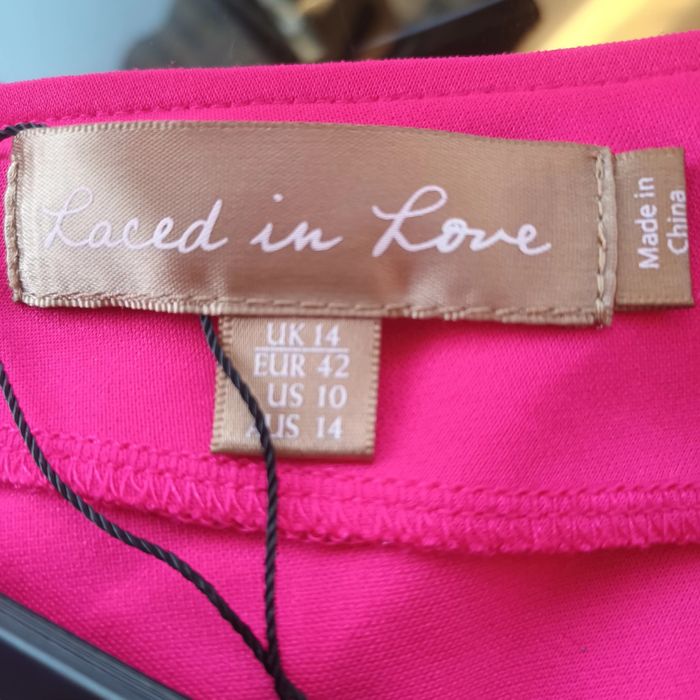 Laced in Love
Made in
China
UK 14
EUR 42
US 10
AUS 14